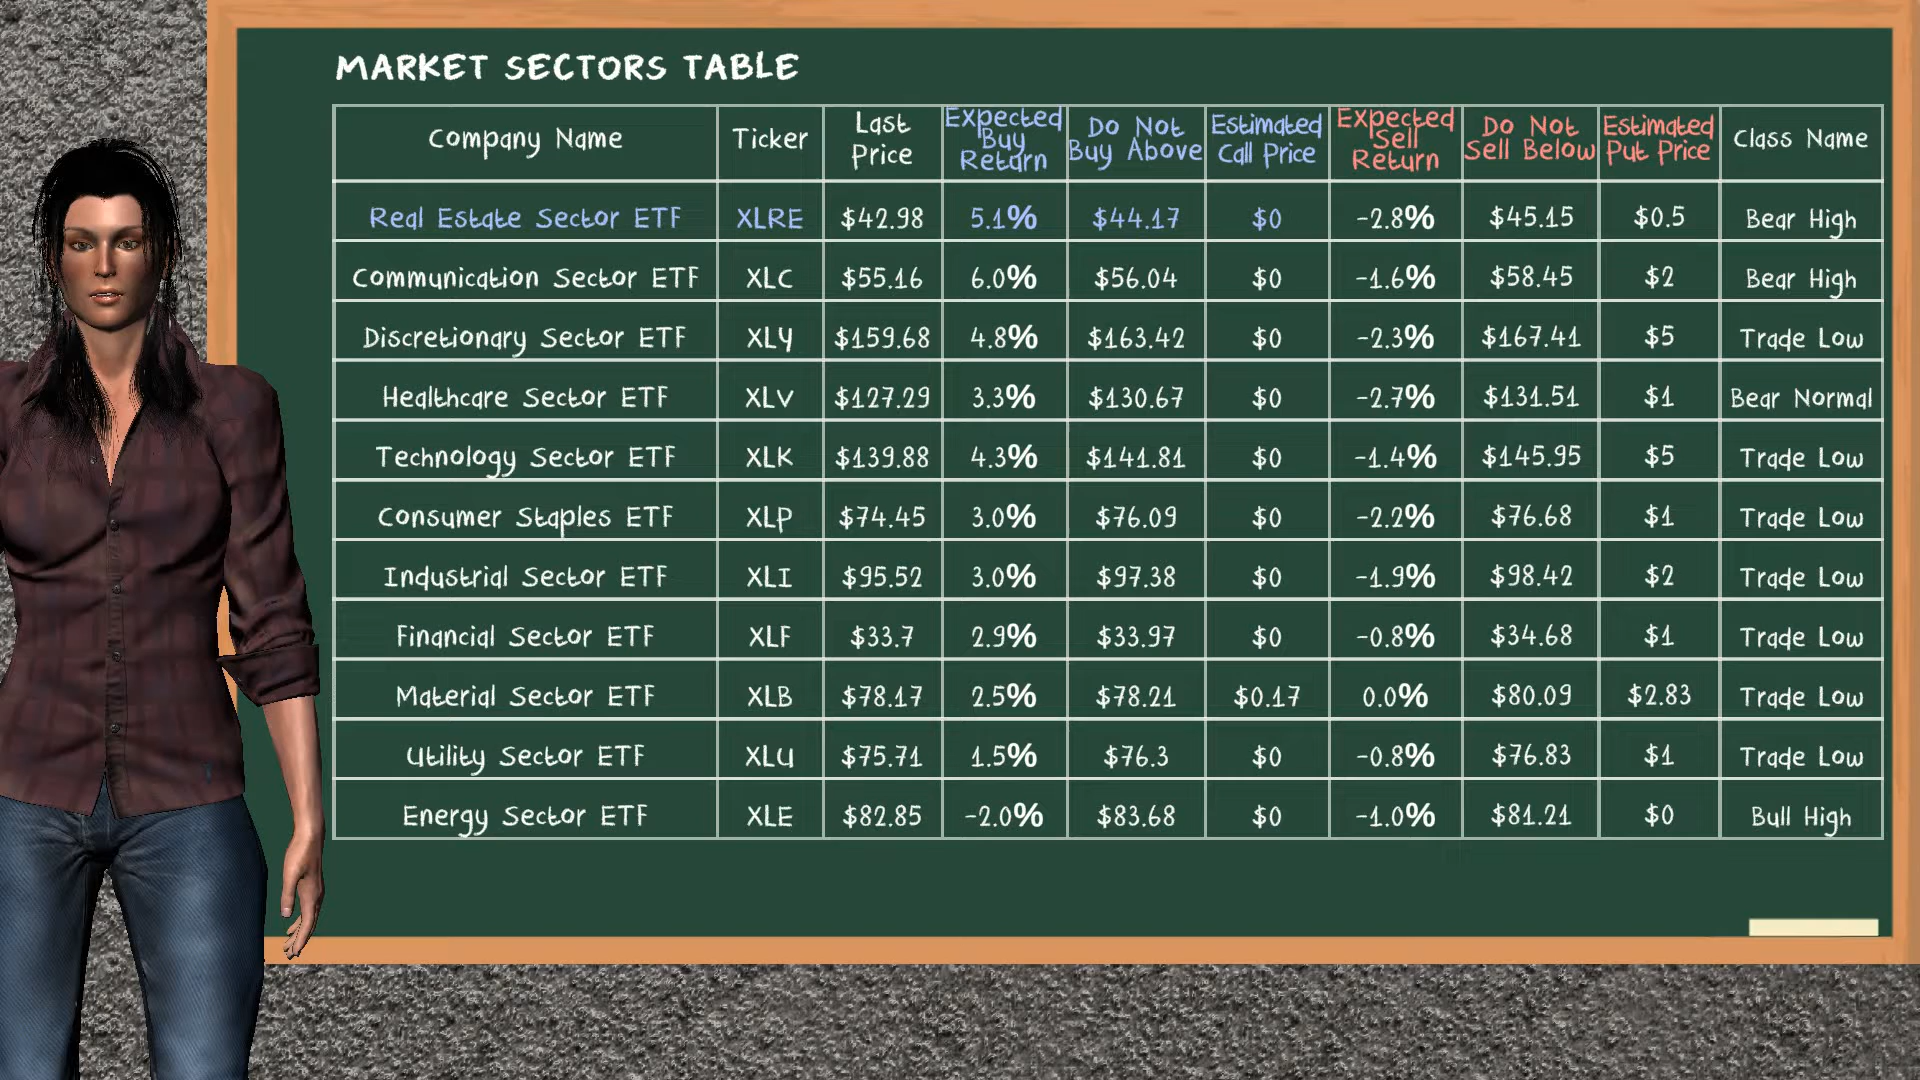 MARKET SECTORS TABLE
Company Name Ticker Last Price Expected Buy Return Do Not Buy Above Estimated Call Price Expected Sell Return Do Not Sell Below Estimated Put Price Class Name
Real Estate Sector ETF XLRE $42.98 5.1% $44.17 $0 -2.8% $45.15 $0.5 Bear High
Communication Sector ETF XLC $55.16 6.0% $56.04 $0 -1.6% $58.45 $2 Bear High
Discretionary Sector ETF XLY $159.68 4.8% $163.42 $0 -2.3% $167.41 $5 Trade Low
Healthcare Sector ETF XLV $127.29 3.3% $130.67 $0 -2.7% $131.51 $1 Bear Normal
Technology Sector ETF XLK $139.88 4.3% $141.81 $0 -1.4% $145.95 $5 Trade Low
Consumer Staples ETF XLP $74.45 3.0% $76.09 $0 -2.2% $76.68 $1 Trade Low
Industrial Sector ETF XLI $95.52 3.0% $97.38 $0 -1.9% $98.42 $2 Trade Low
Financial Sector ETF XLF $33.7 2.9% $33.97 $0 -0.8% $34.68 $1 Trade Low
Material Sector ETF XLB $78.17 2.5% $78.21 $0.17 0.0% $80.09 $2.83 Trade Low
Utility Sector ETF XLU $75.71 1.5% $76.3 $0 -0.8% $76.83 $1 Trade Low
Energy Sector ETF XLE $82.85 -2.0% $83.68 $0 -1.0% $81.21 $0 Bull High